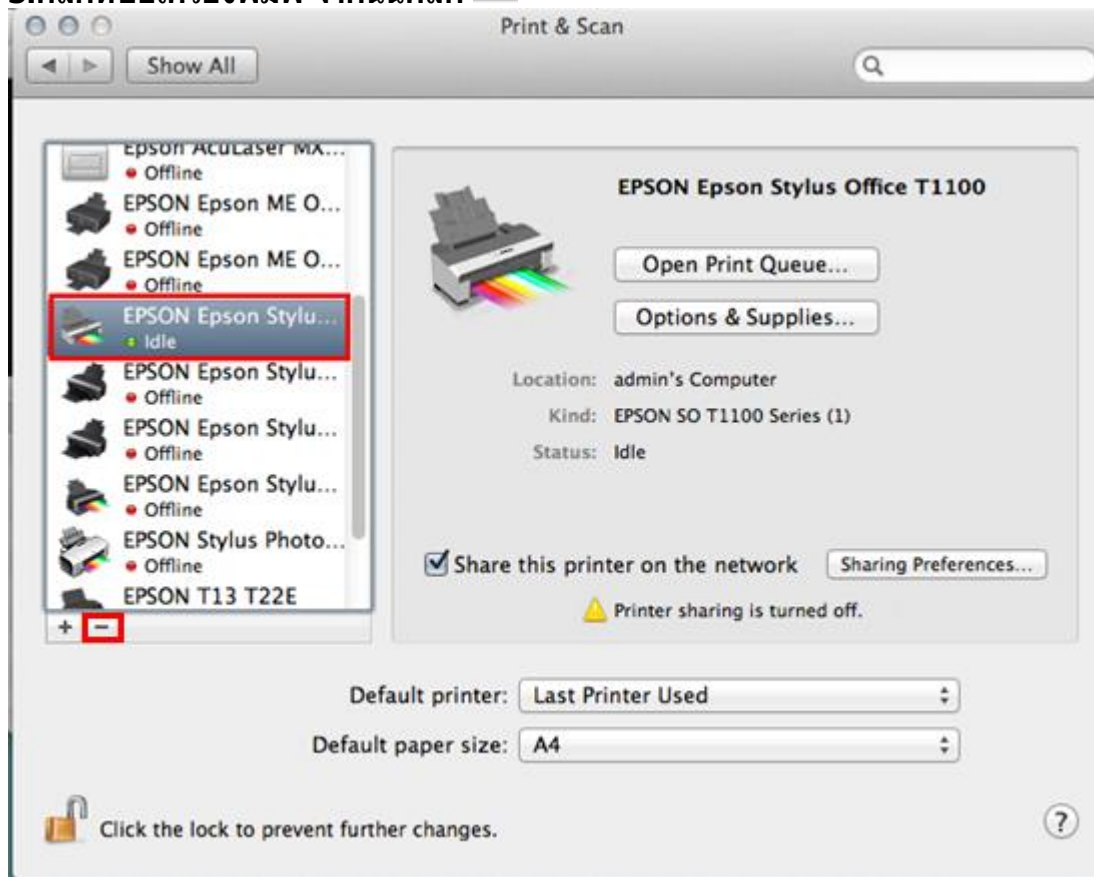 Print & Scan
Show All
Epson AcuLaser MX...
Offline
EPSON Epson ME O...
Offline
EPSON Epson ME O...
Offline
EPSON Epson Stylu...
Idle
EPSON Epson Stylu...
Offline
EPSON Epson Stylu...
Offline
EPSON Epson Stylu...
Offline
EPSON Stylus Photo...
Offline
EPSON T13 T22E
+ −
EPSON Epson Stylus Office T1100
Open Print Queue...
Options & Supplies...
Location: admin's Computer
Kind: EPSON SO T1100 Series (1)
Status: Idle
Share this printer on the network
Sharing Preferences...
Printer sharing is turned off.
Default printer: Last Printer Used
Default paper size: A4
Click the lock to prevent further changes.
?